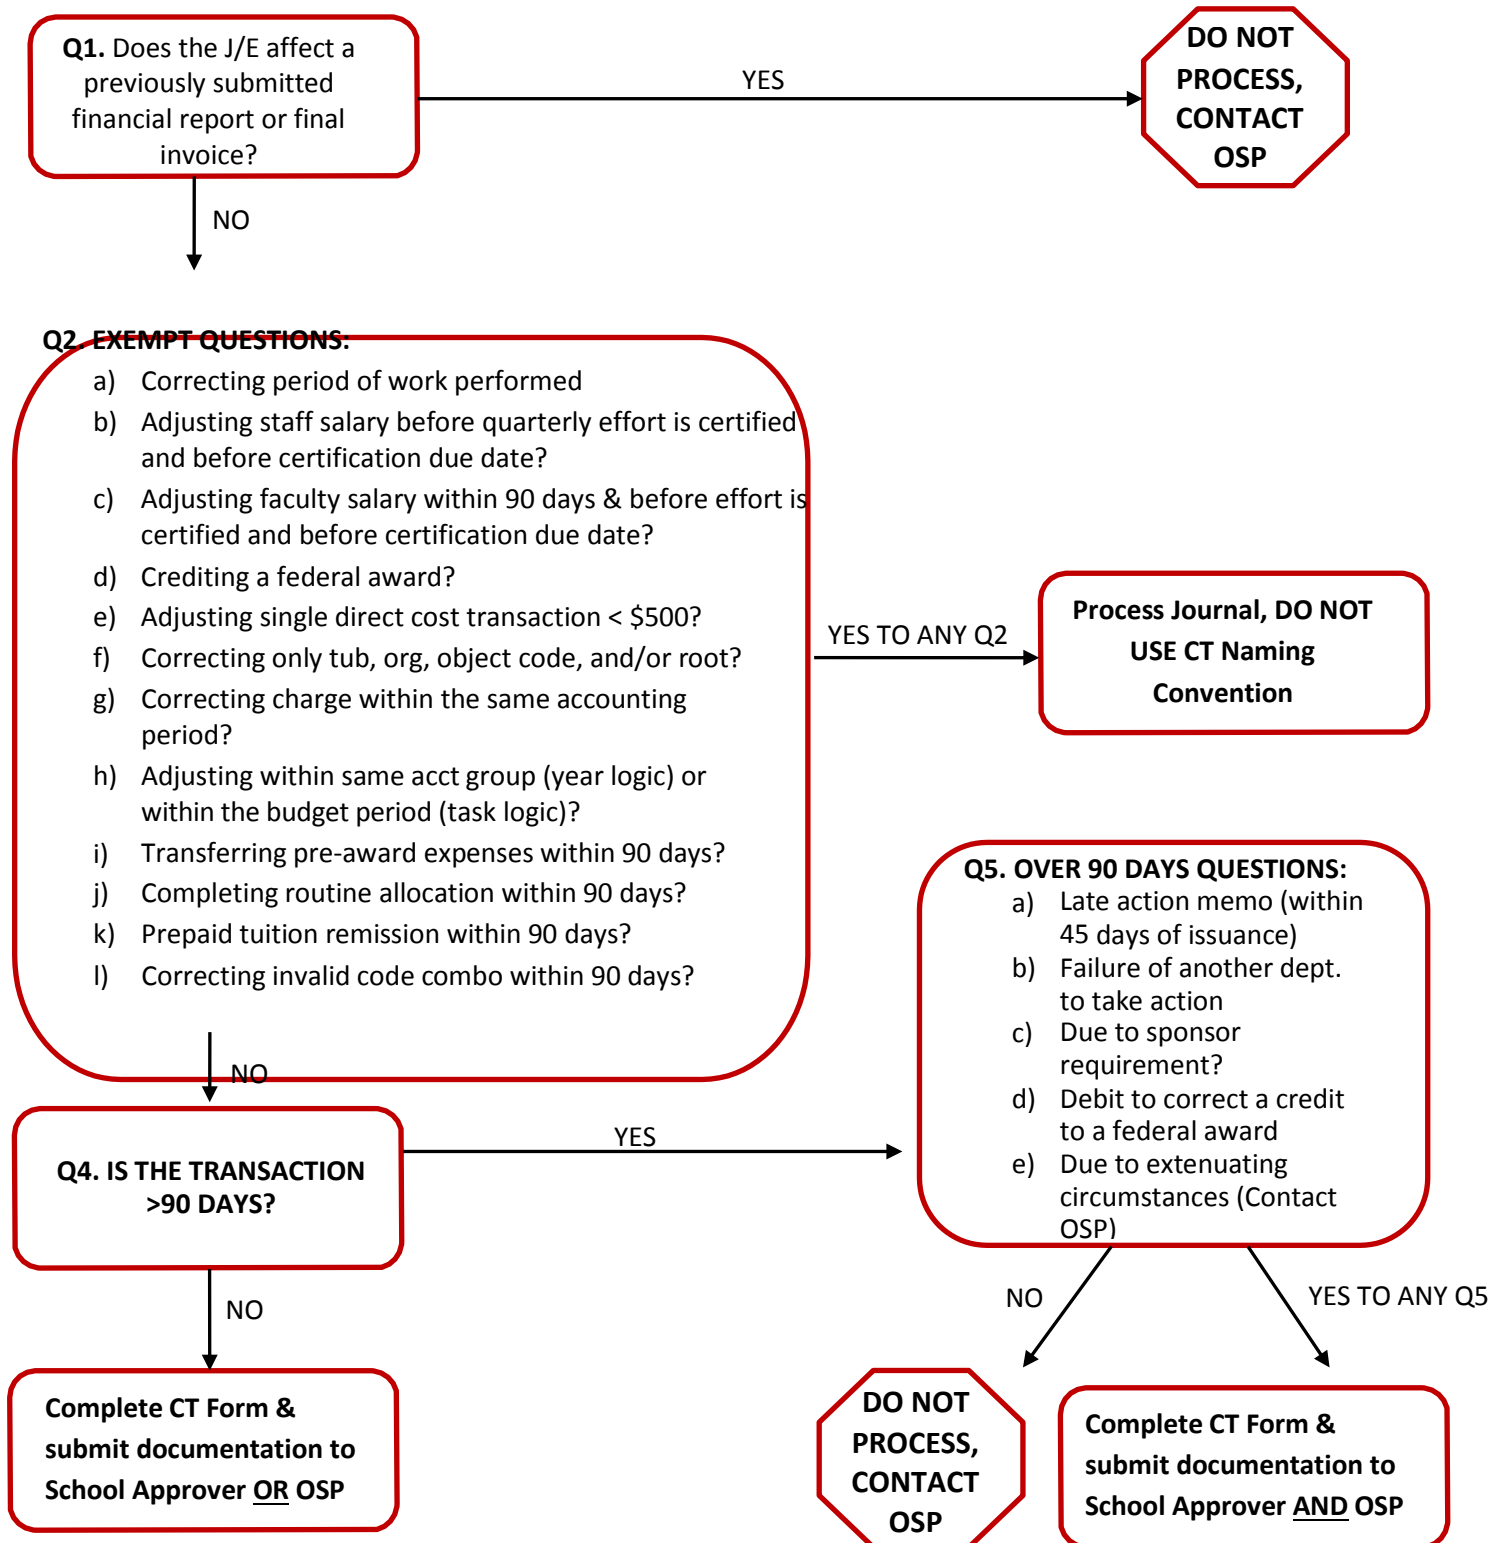 Q1. Does the J/E affect a
previously submitted
financial report or final
invoice?
YES
DO NOT
PROCESS,
CONTACT
OSP
NO
Q2. EXEMPT QUESTIONS:
a) Correcting period of work performed
b) Adjusting staff salary before quarterly effort is certified
and before certification due date?
c) Adjusting faculty salary within 90 days & before effort is
certified and before certification due date?
d) Crediting a federal award?
e) Adjusting single direct cost transaction < $500?
f) Correcting only tub, org, object code, and/or root?
g) Correcting charge within the same accounting
period?
h) Adjusting within same acct group (year logic) or
within the budget period (task logic)?
i) Transferring pre-award expenses within 90 days?
j) Completing routine allocation within 90 days?
k) Prepaid tuition remission within 90 days?
l) Correcting invalid code combo within 90 days?
YES TO ANY Q2
Process Journal, DO NOT
USE CT Naming
Convention
NO
Q4. IS THE TRANSACTION
>90 DAYS?
YES
Q5. OVER 90 DAYS QUESTIONS:
a) Late action memo (within
45 days of issuance)
b) Failure of another dept.
to take action
c) Due to sponsor
requirement?
d) Debit to correct a credit
to a federal award
e) Due to extenuating
circumstances (Contact
OSP)
NO
Complete CT Form &
submit documentation to
School Approver OR OSP
NO
DO NOT
PROCESS,
CONTACT
OSP
YES TO ANY Q5
Complete CT Form &
submit documentation to
School Approver AND OSP